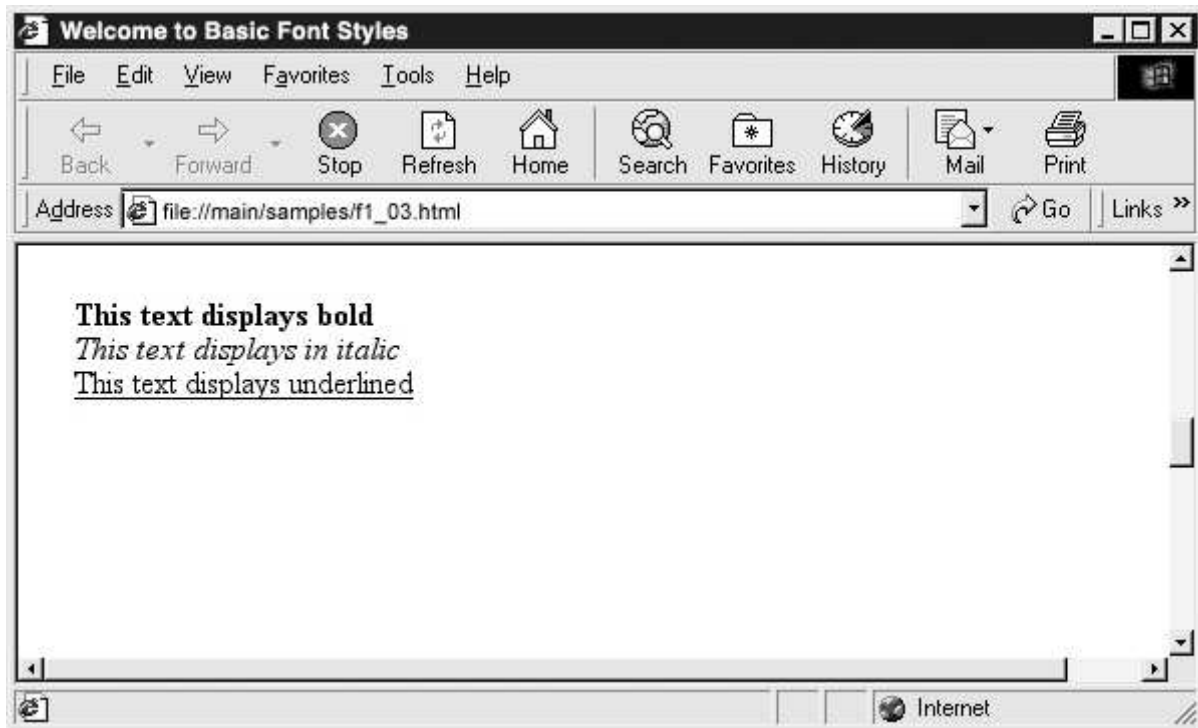 Welcome to Basic Font Styles
File Edit View Favorites Tools Help
Back Forward Stop Refresh Home Search Favorites History Mail Print
Address file://main/samples/f1_03.html Go Links »
This text displays bold
This text displays in italic
This text displays underlined
Internet